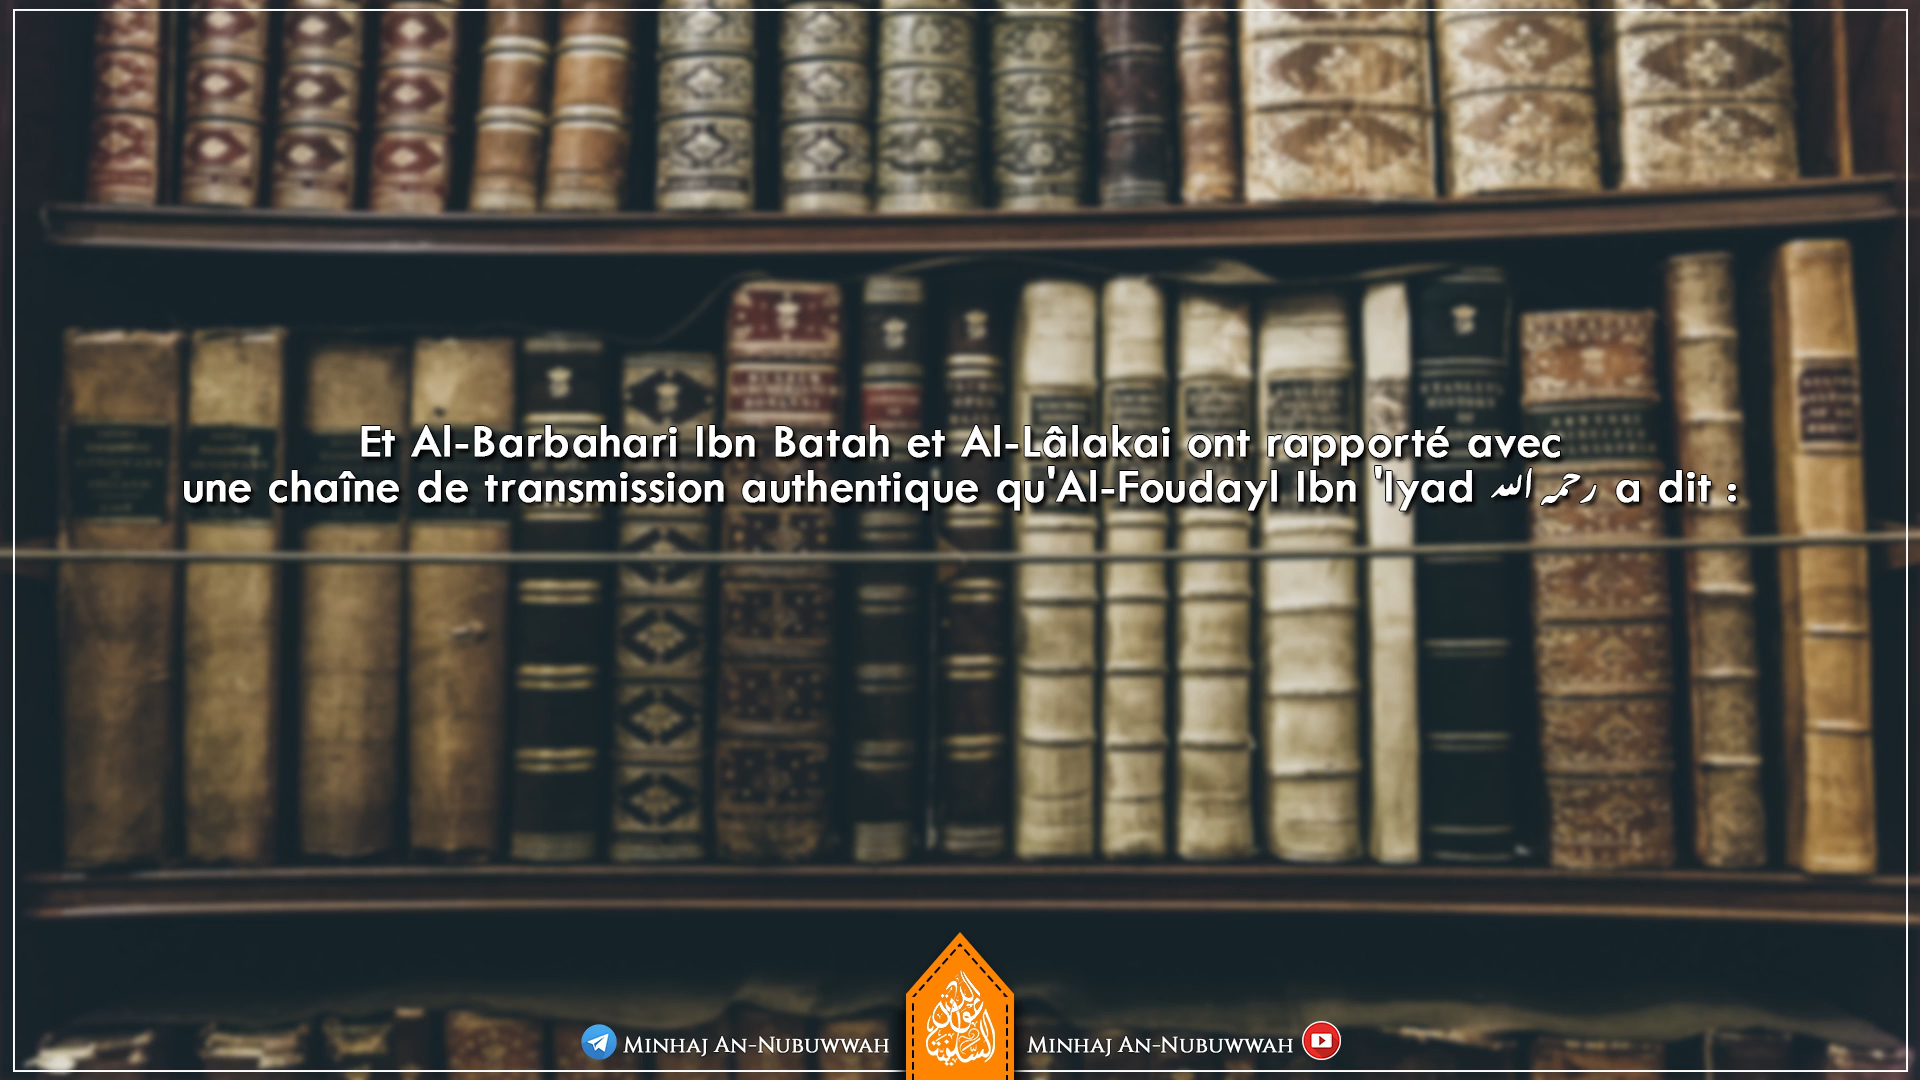 Et Al-Barbahari Ibn Batah et Al-Lâlakai ont rapporté avec
une chaîne de transmission authentique qu'Al-Foudayl Ibn 'Iyad رحمه الله a dit :
Minhaj An-Nubuwwah
Minhaj An-Nubuwwah